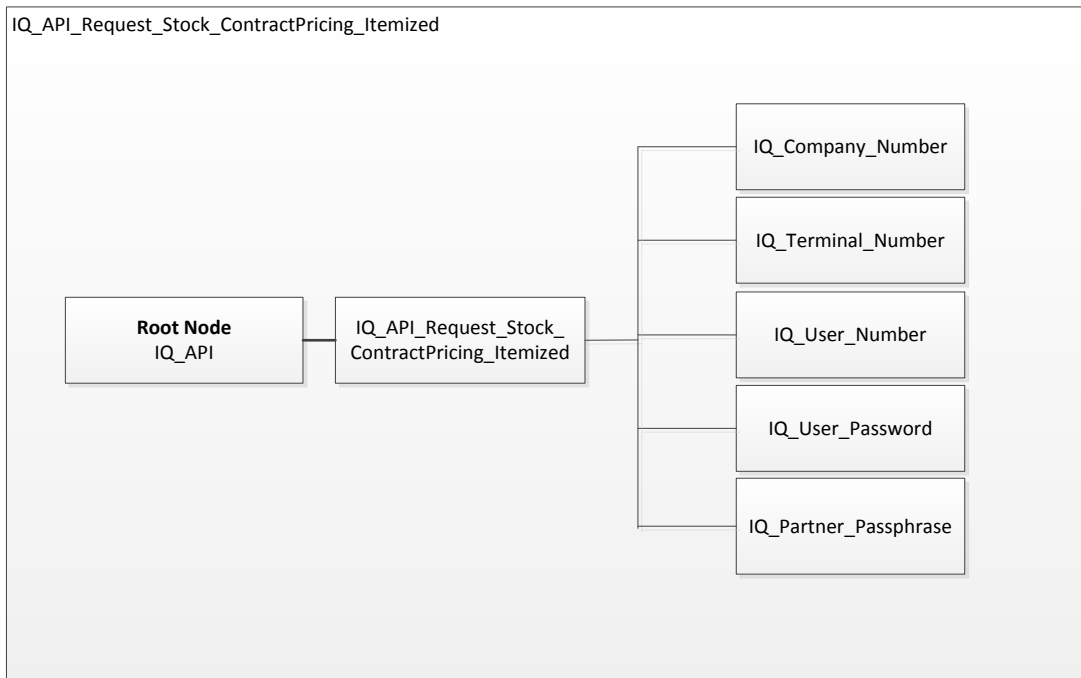 IQ_API_Request_Stock_ContractPricing_Itemized
IQ_Company_Number
IQ_Terminal_Number
Root Node
IQ_API
IQ_API_Request_Stock_
ContractPricing_Itemized
IQ_User_Number
IQ_User_Password
IQ_Partner_Passphrase